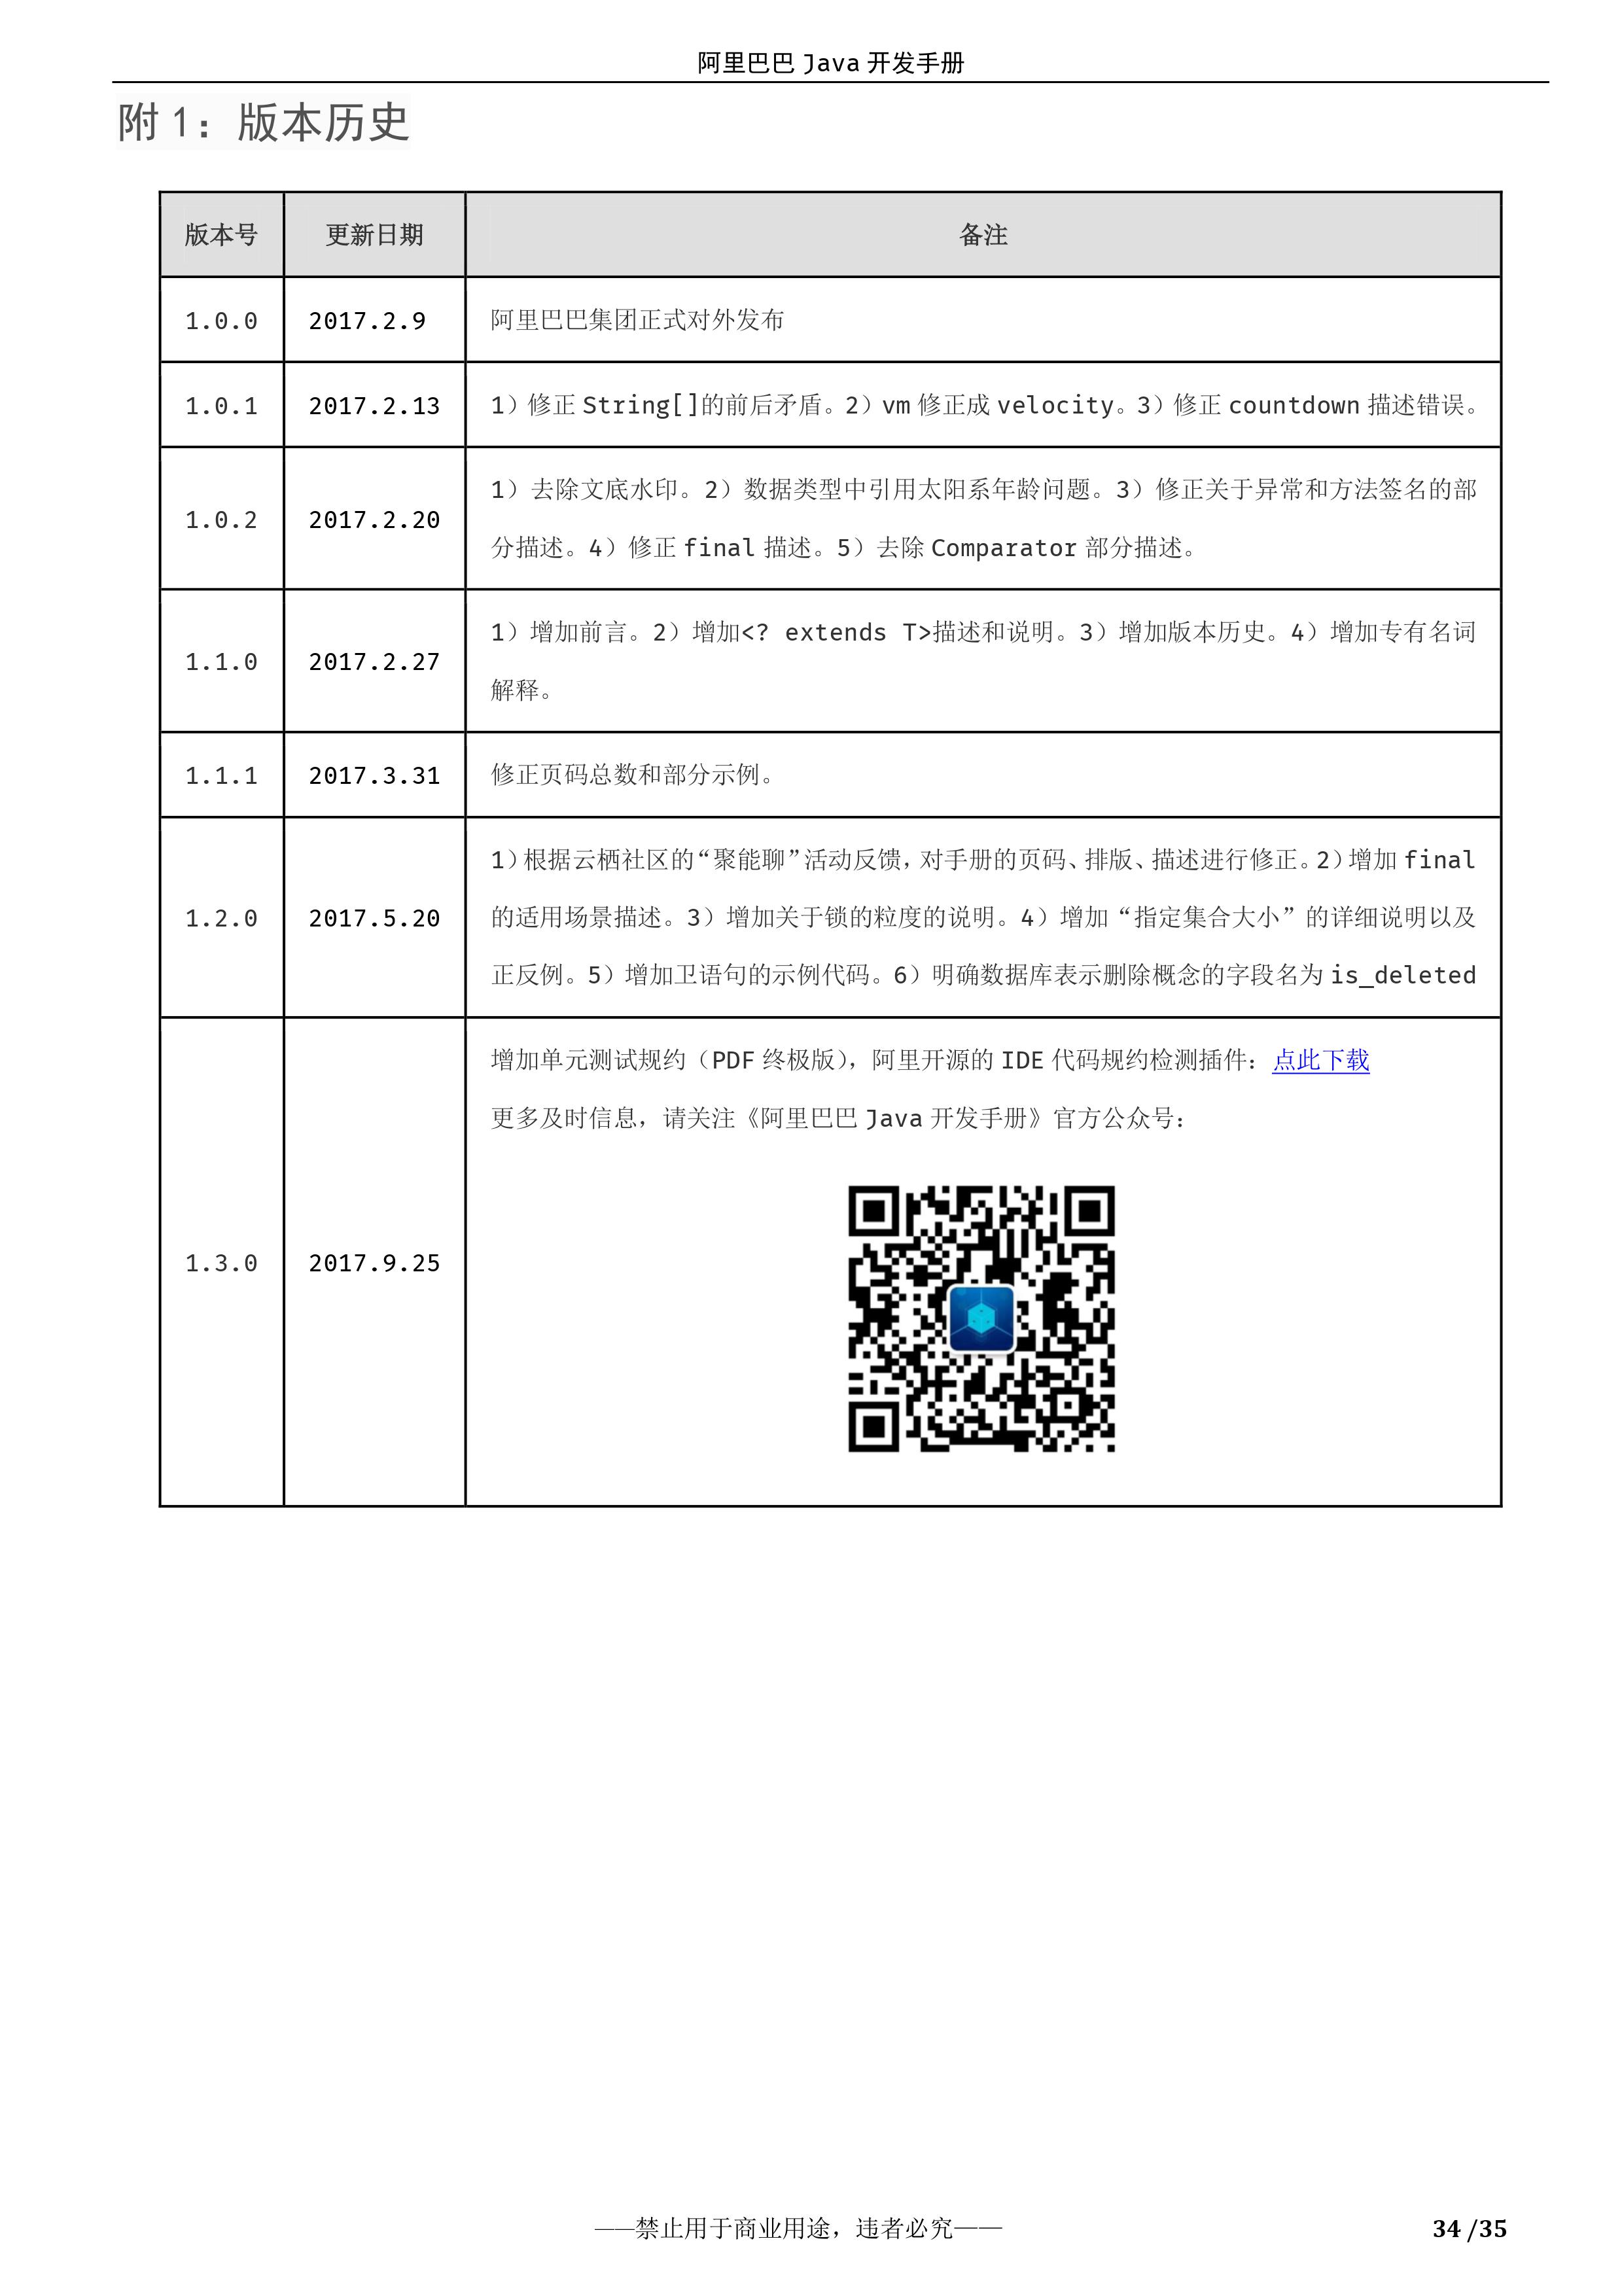 阿里巴巴 Java 开发手册
附 1：版本历史
版本号 更新日期 备注
1.0.0 2017.2.9 阿里巴巴集团正式对外发布
1.0.1 2017.2.13 1）修正 String[]的前后矛盾。2）vm 修正成 velocity。3）修正 countdown 描述错误。
1.0.2 2017.2.20 1）去除文底水印。2）数据类型中引用太阳系年龄问题。3）修正关于异常和方法签名的部
分描述。4）修正 final 描述。5）去除 Comparator 部分描述。
1.1.0 2017.2.27 1）增加前言。2）增加<? extends T>描述和说明。3）增加版本历史。4）增加专有名词
解释。
1.1.1 2017.3.31 修正页码总数和部分示例。
1.2.0 2017.5.20 1）根据云栖社区的“聚能聊”活动反馈，对手册的页码、排版、描述进行修正。2）增加 final
的适用场景描述。3）增加关于锁的粒度的说明。4）增加“指定集合大小”的详细说明以及
正反例。5）增加卫语句的示例代码。6）明确数据库表示删除概念的字段名为 is_deleted
1.3.0 2017.9.25 增加单元测试规约（PDF 终极版），阿里开源的 IDE 代码规约检测插件：点此下载
更多及时信息，请关注《阿里巴巴 Java 开发手册》官方公众号：
——禁止用于商业用途，违者必究—— 34 /35